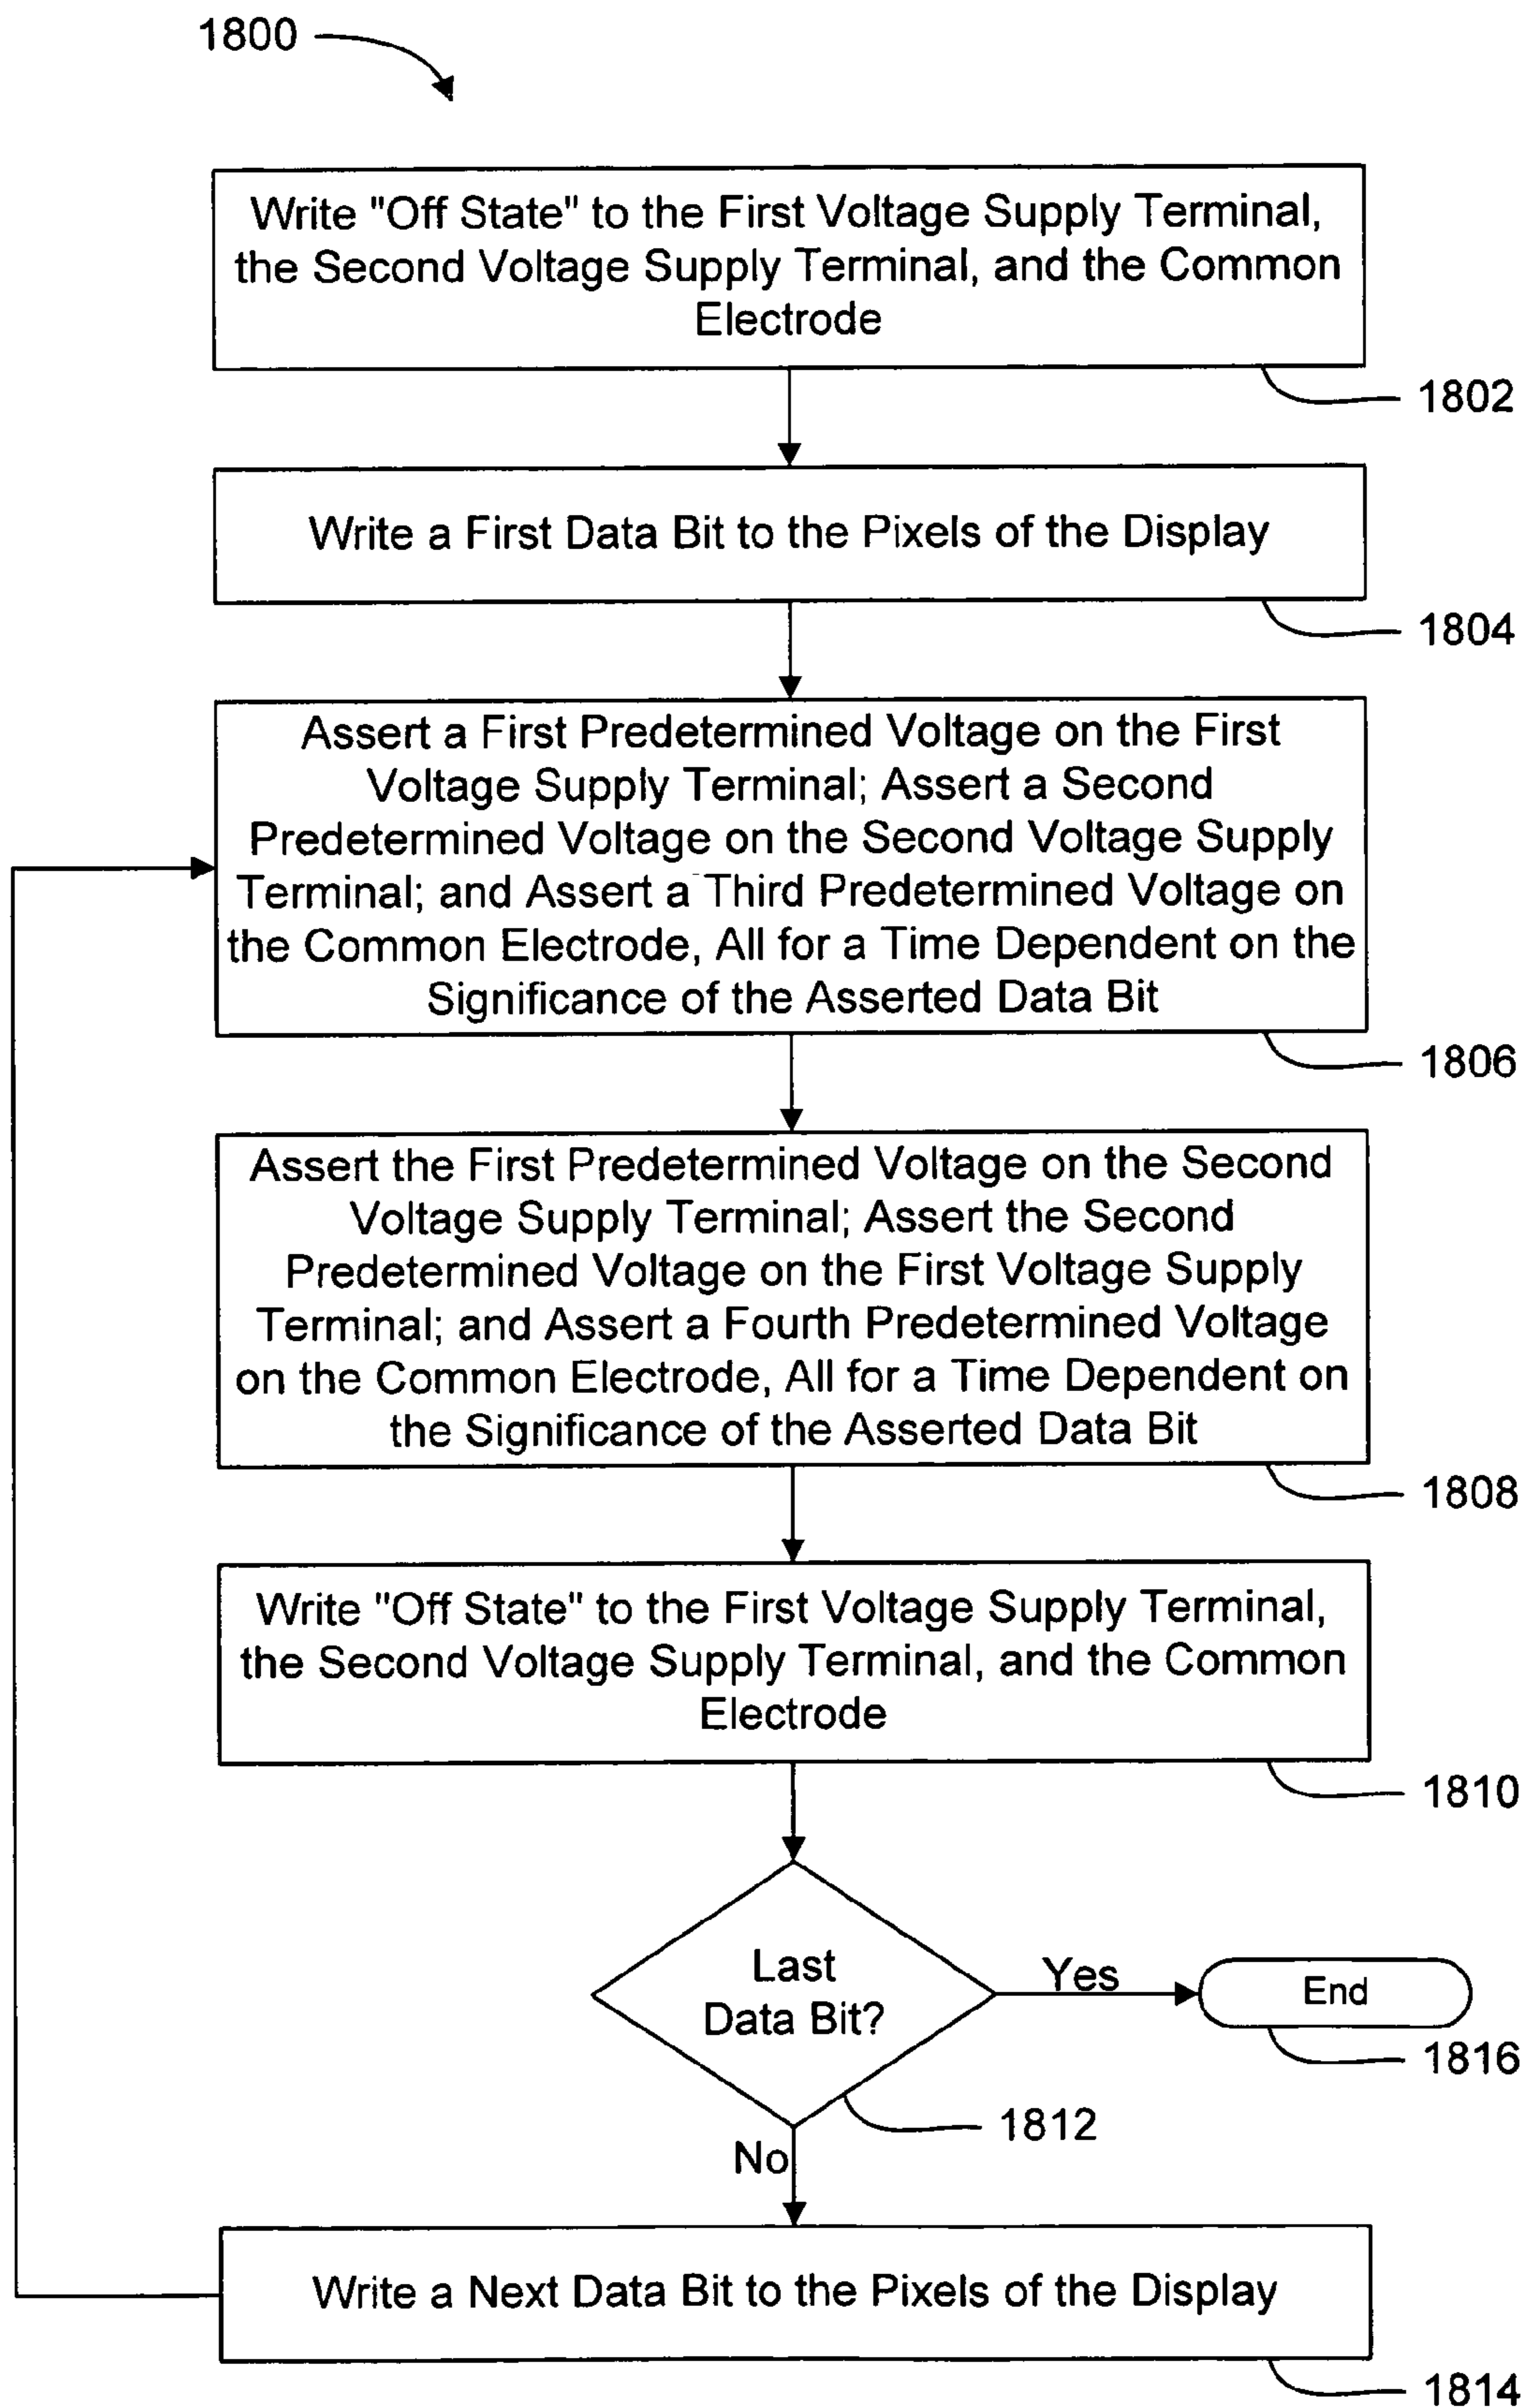 1800
Write "Off State" to the First Voltage Supply Terminal,
the Second Voltage Supply Terminal, and the Common
Electrode
1802
Write a First Data Bit to the Pixels of the Display
1804
Assert a First Predetermined Voltage on the First
Voltage Supply Terminal; Assert a Second
Predetermined Voltage on the Second Voltage Supply
Terminal; and Assert a Third Predetermined Voltage on
the Common Electrode, All for a Time Dependent on the
Significance of the Asserted Data Bit
1806
Assert the First Predetermined Voltage on the Second
Voltage Supply Terminal; Assert the Second
Predetermined Voltage on the First Voltage Supply
Terminal; and Assert a Fourth Predetermined Voltage
on the Common Electrode, All for a Time Dependent on
the Significance of the Asserted Data Bit
1808
Write "Off State" to the First Voltage Supply Terminal,
the Second Voltage Supply Terminal, and the Common
Electrode
1810
Last
Data Bit?
Yes
End
1816
1812
No
Write a Next Data Bit to the Pixels of the Display
1814